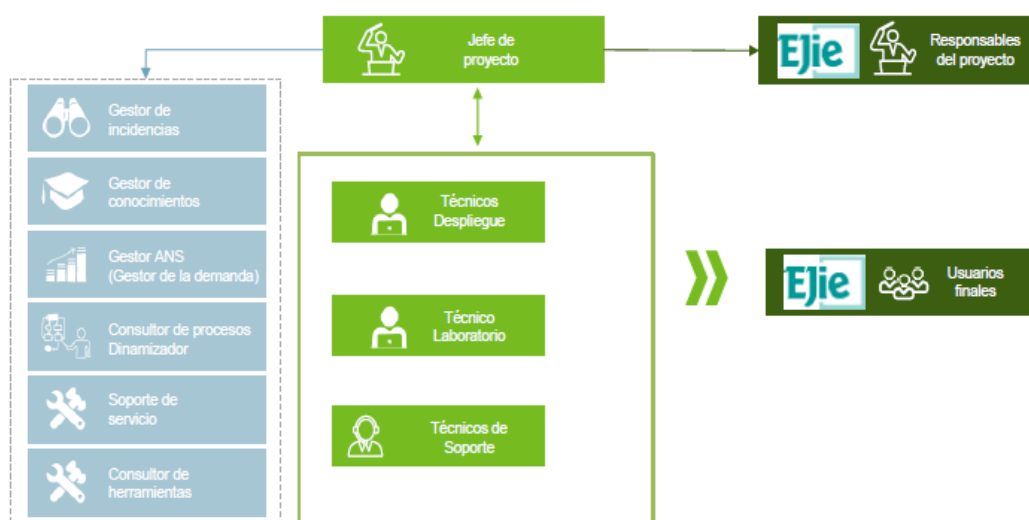 Jefe de
proyecto
EJie
Responsables
del proyecto
Gestor de
incidencias
Gestor de
conocimientos
Gestor ANS
(Gestor de la demanda)
Consultor de procesos
Dinamizador
Soporte de
servicio
Consultor de
herramientas
Técnicos
Despliegue
Técnico
Laboratorio
Técnicos de
Soporte
EJie
Usuarios
finales